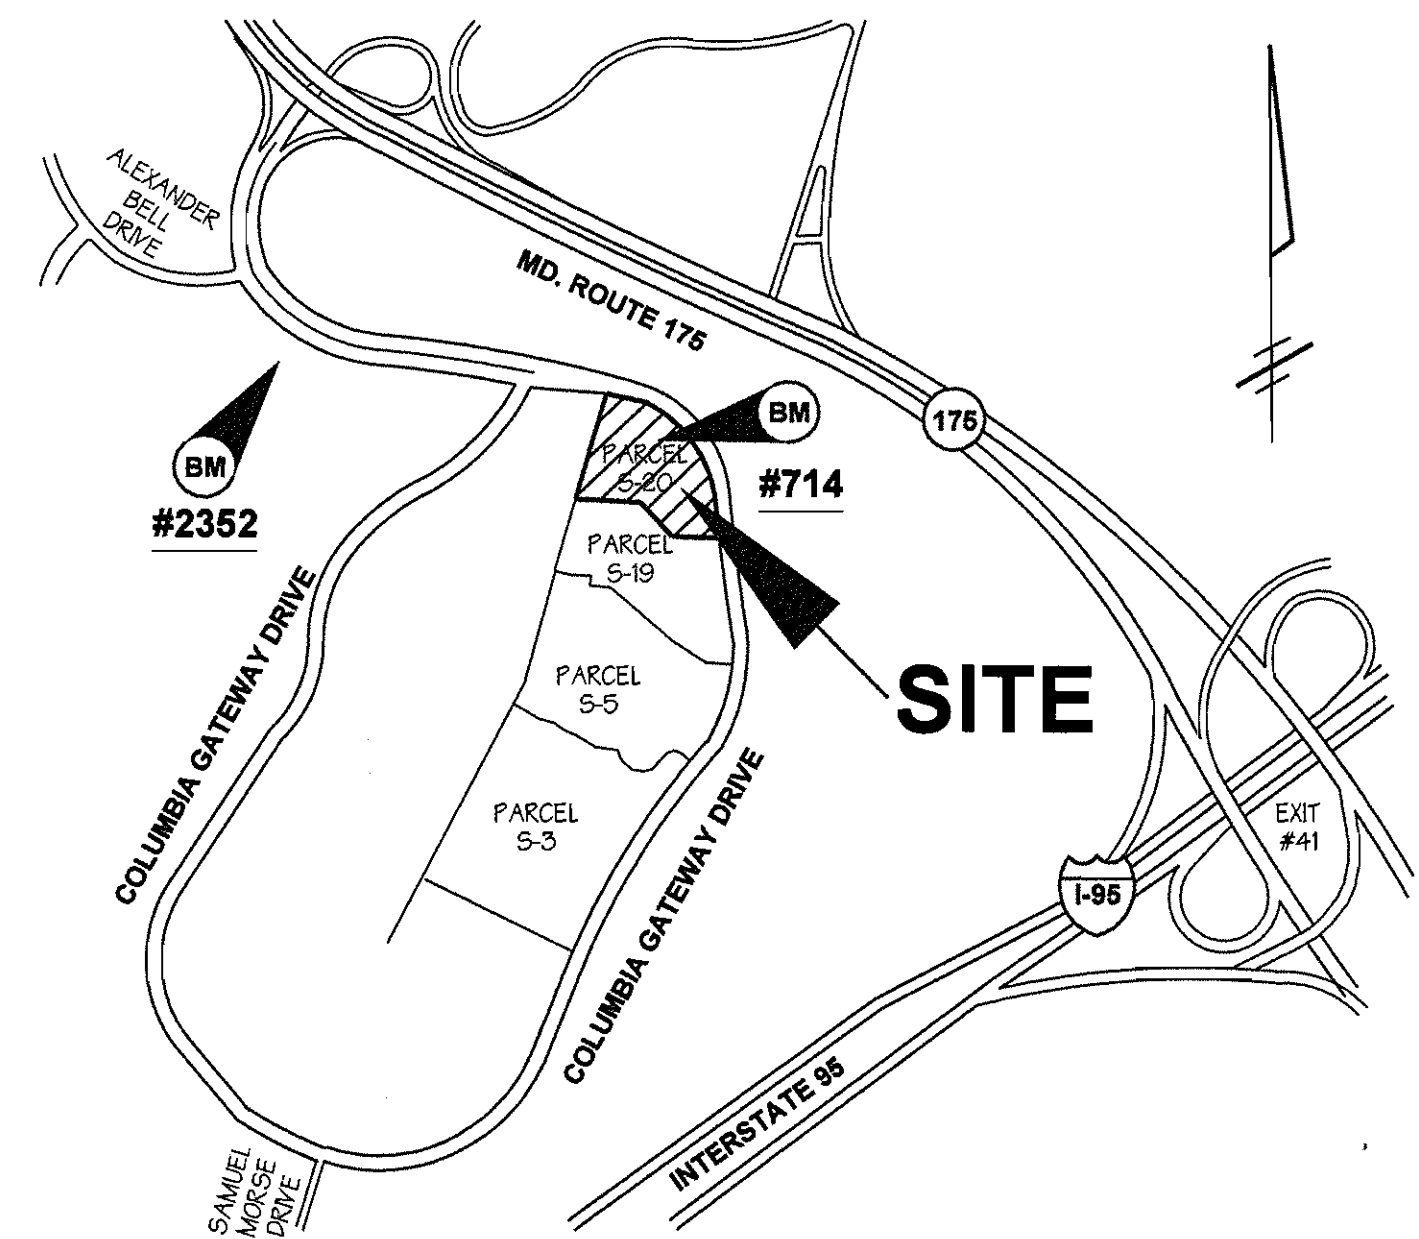 ALEXANDER
BELL
DRIVE
MD. ROUTE 175
175
BM
#714
BM
#2352
PARCEL
S-20
PARCEL
S-19
SITE
PARCEL
S-5
PARCEL
S-3
COLUMBIA GATEWAY DRIVE
COLUMBIA GATEWAY DRIVE
EXIT
#41
I-95
INTERSTATE 95
SAMUEL
MORSE
DRIVE